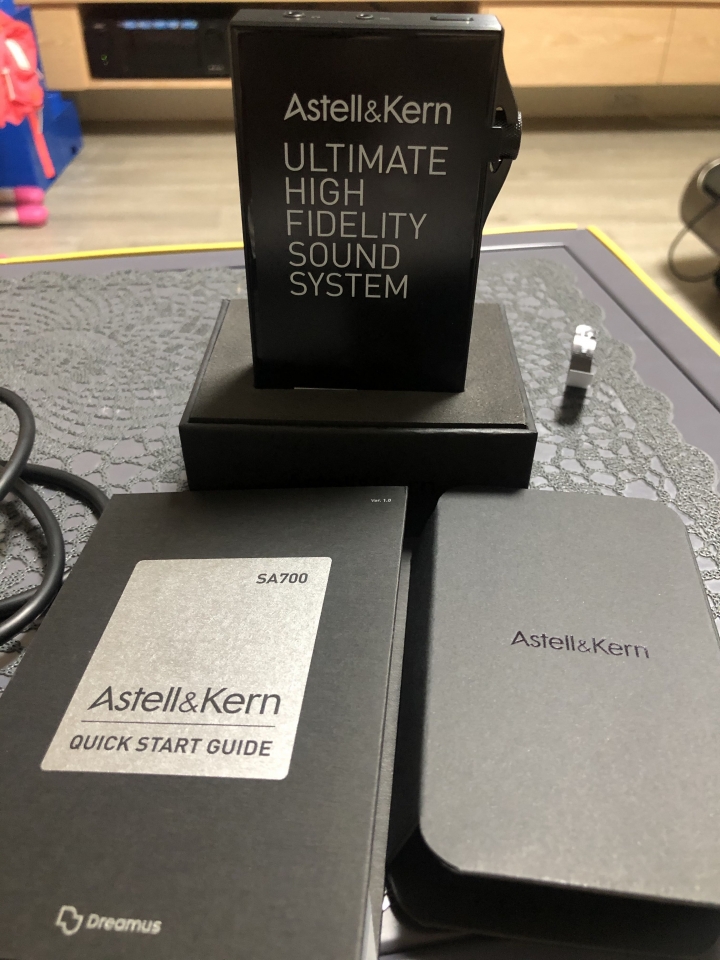 Astell&Kern
ULTIMATE
HIGH
FIDELITY
SOUND
SYSTEM
Ver. 1.0
SA700
Astell&Kern
QUICK START GUIDE
Dreamus
Astell&Kern